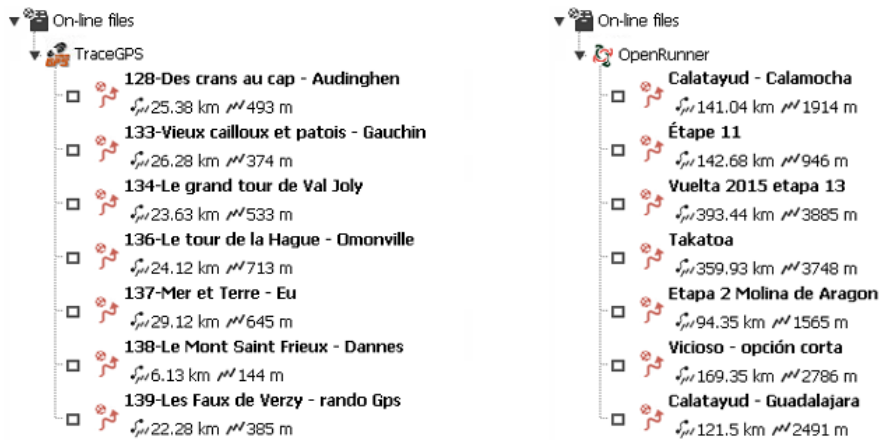 On-line files
TraceGPS
128-Des crans au cap - Audinghen
25.38 km 493 m
133-Vieux cailloux et patois - Gauchin
26.28 km 374 m
134-Le grand tour de Val Joly
23.63 km 533 m
136-Le tour de la Hague - Omonville
24.12 km 713 m
137-Mer et Terre - Eu
29.12 km 645 m
138-Le Mont Saint Frieux - Dannes
6.13 km 144 m
139-Les Faux de Verzy - rando Gps
22.28 km 385 m
On-line files
OpenRunner
Calatayud - Calamocha
141.04 km 1914 m
Étape 11
142.68 km 946 m
Vuelta 2015 etapa 13
393.44 km 3885 m
Takatoa
359.93 km 3748 m
Etapa 2 Molina de Aragon
94.35 km 1565 m
Vicioso - opción corta
169.35 km 2786 m
Calatayud - Guadalajara
121.5 km 2491 m